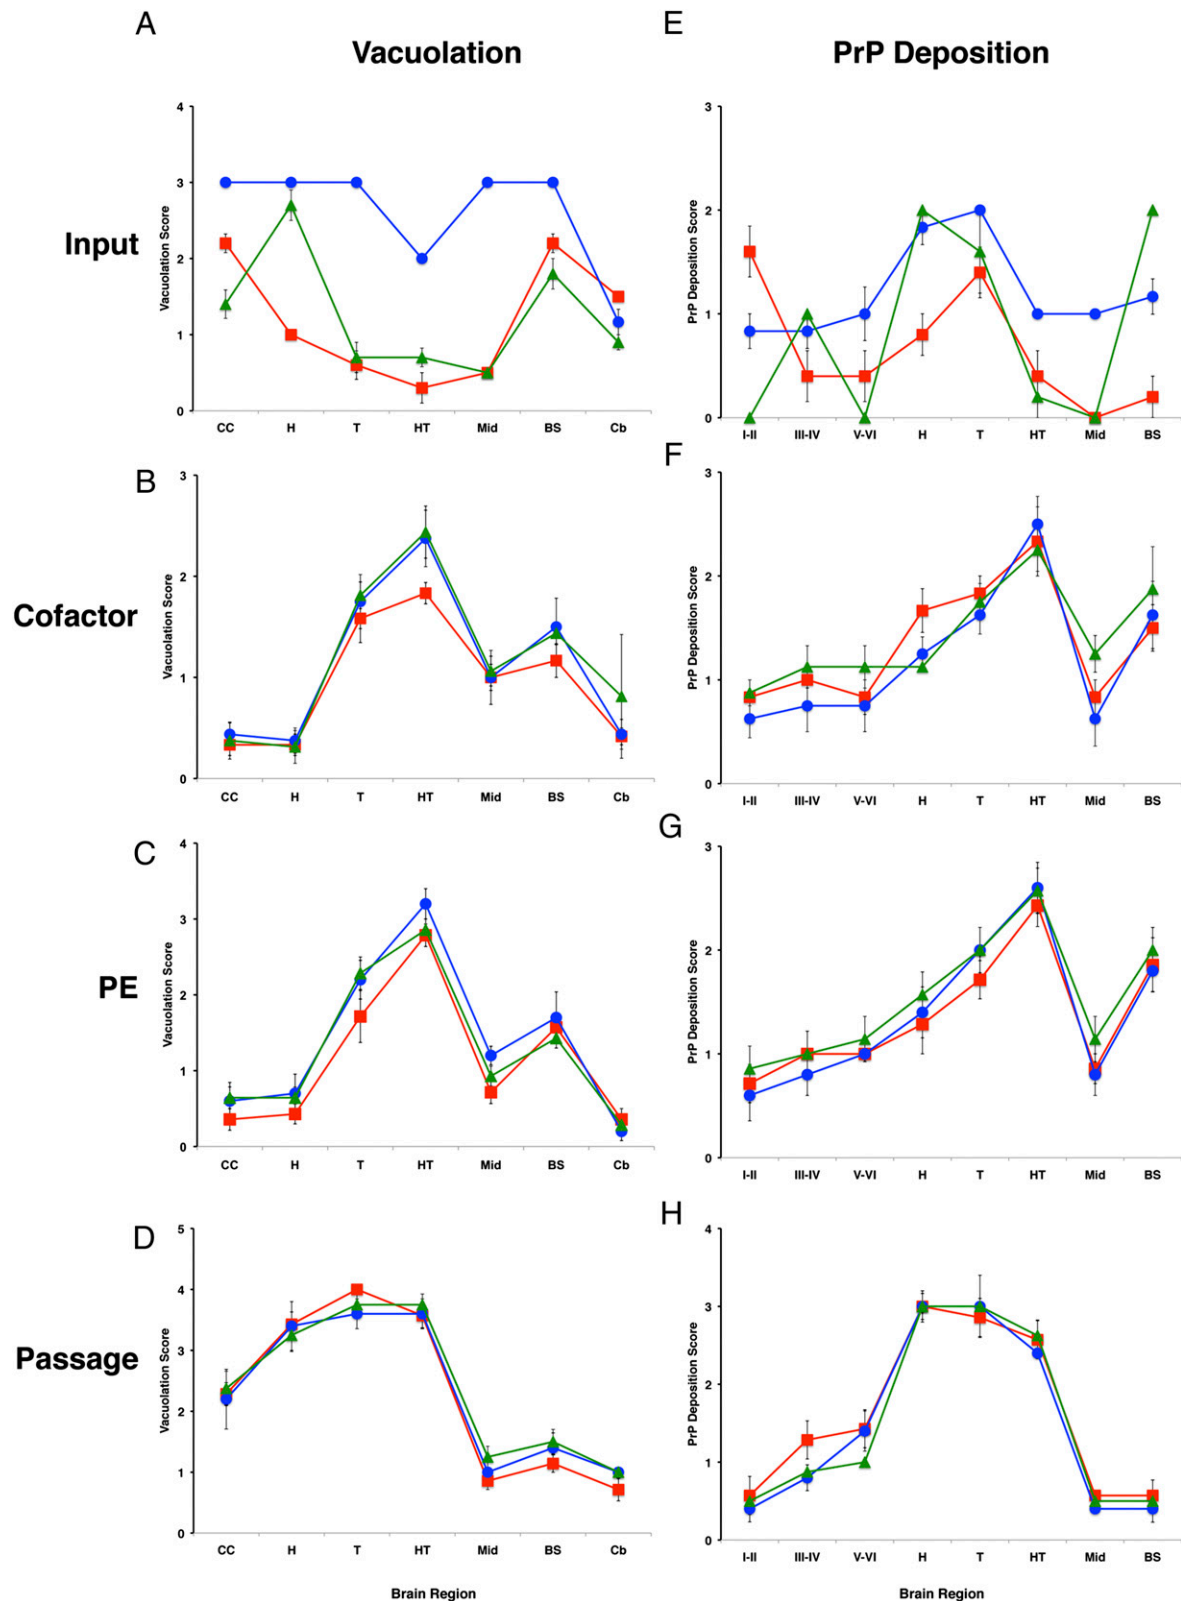 A
E
Vacuolation
PrP Deposition
Input
Vacuolation Score
4
3
2
1
0
CC H T HT Mid BS Cb
PrP Deposition Score
3
2
1
0
I-II III-IV V-VI H T HT Mid BS
B
F
Cofactor
Vacuolation Score
3
2
1
0
CC H T HT Mid BS Cb
PrP Deposition Score
3
2
1
0
I-II III-IV V-VI H T HT Mid BS
C
G
PE
Vacuolation Score
4
3
2
1
0
CC H T HT Mid BS Cb
PrP Deposition Score
3
2
1
0
I-II III-IV V-VI H T HT Mid BS
D
H
Passage
Vacuolation Score
5
4
3
2
1
0
CC H T HT Mid BS Cb
Brain Region
PrP Deposition Score
4
3
2
1
0
I-II III-IV V-VI H T HT Mid BS
Brain Region